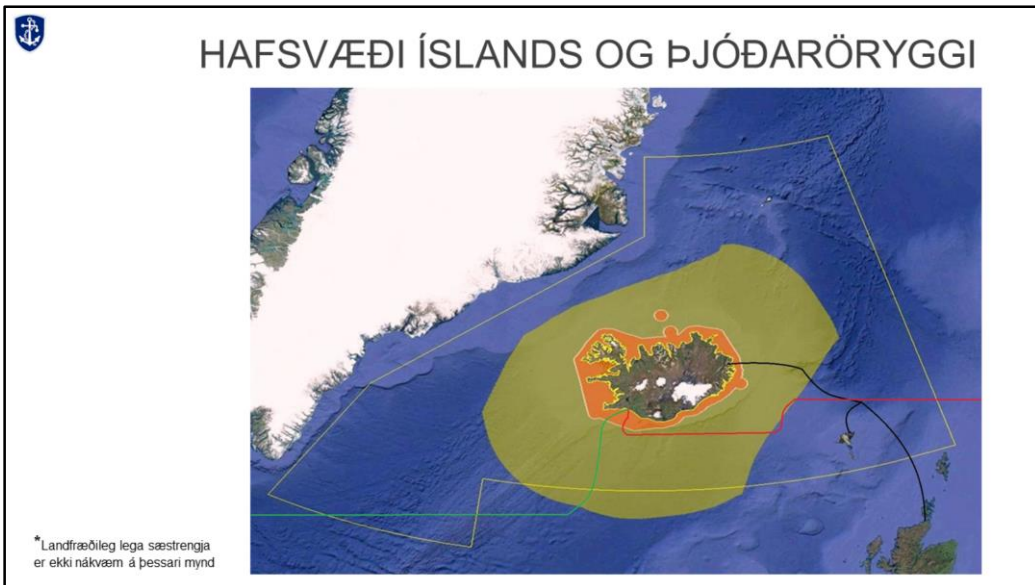 HAFSVÆÐI ÍSLANDS OG ÞJÓÐARÖRYGGI
*Landfræðileg lega sæstrengja
er ekki nákvæm á þessari mynd